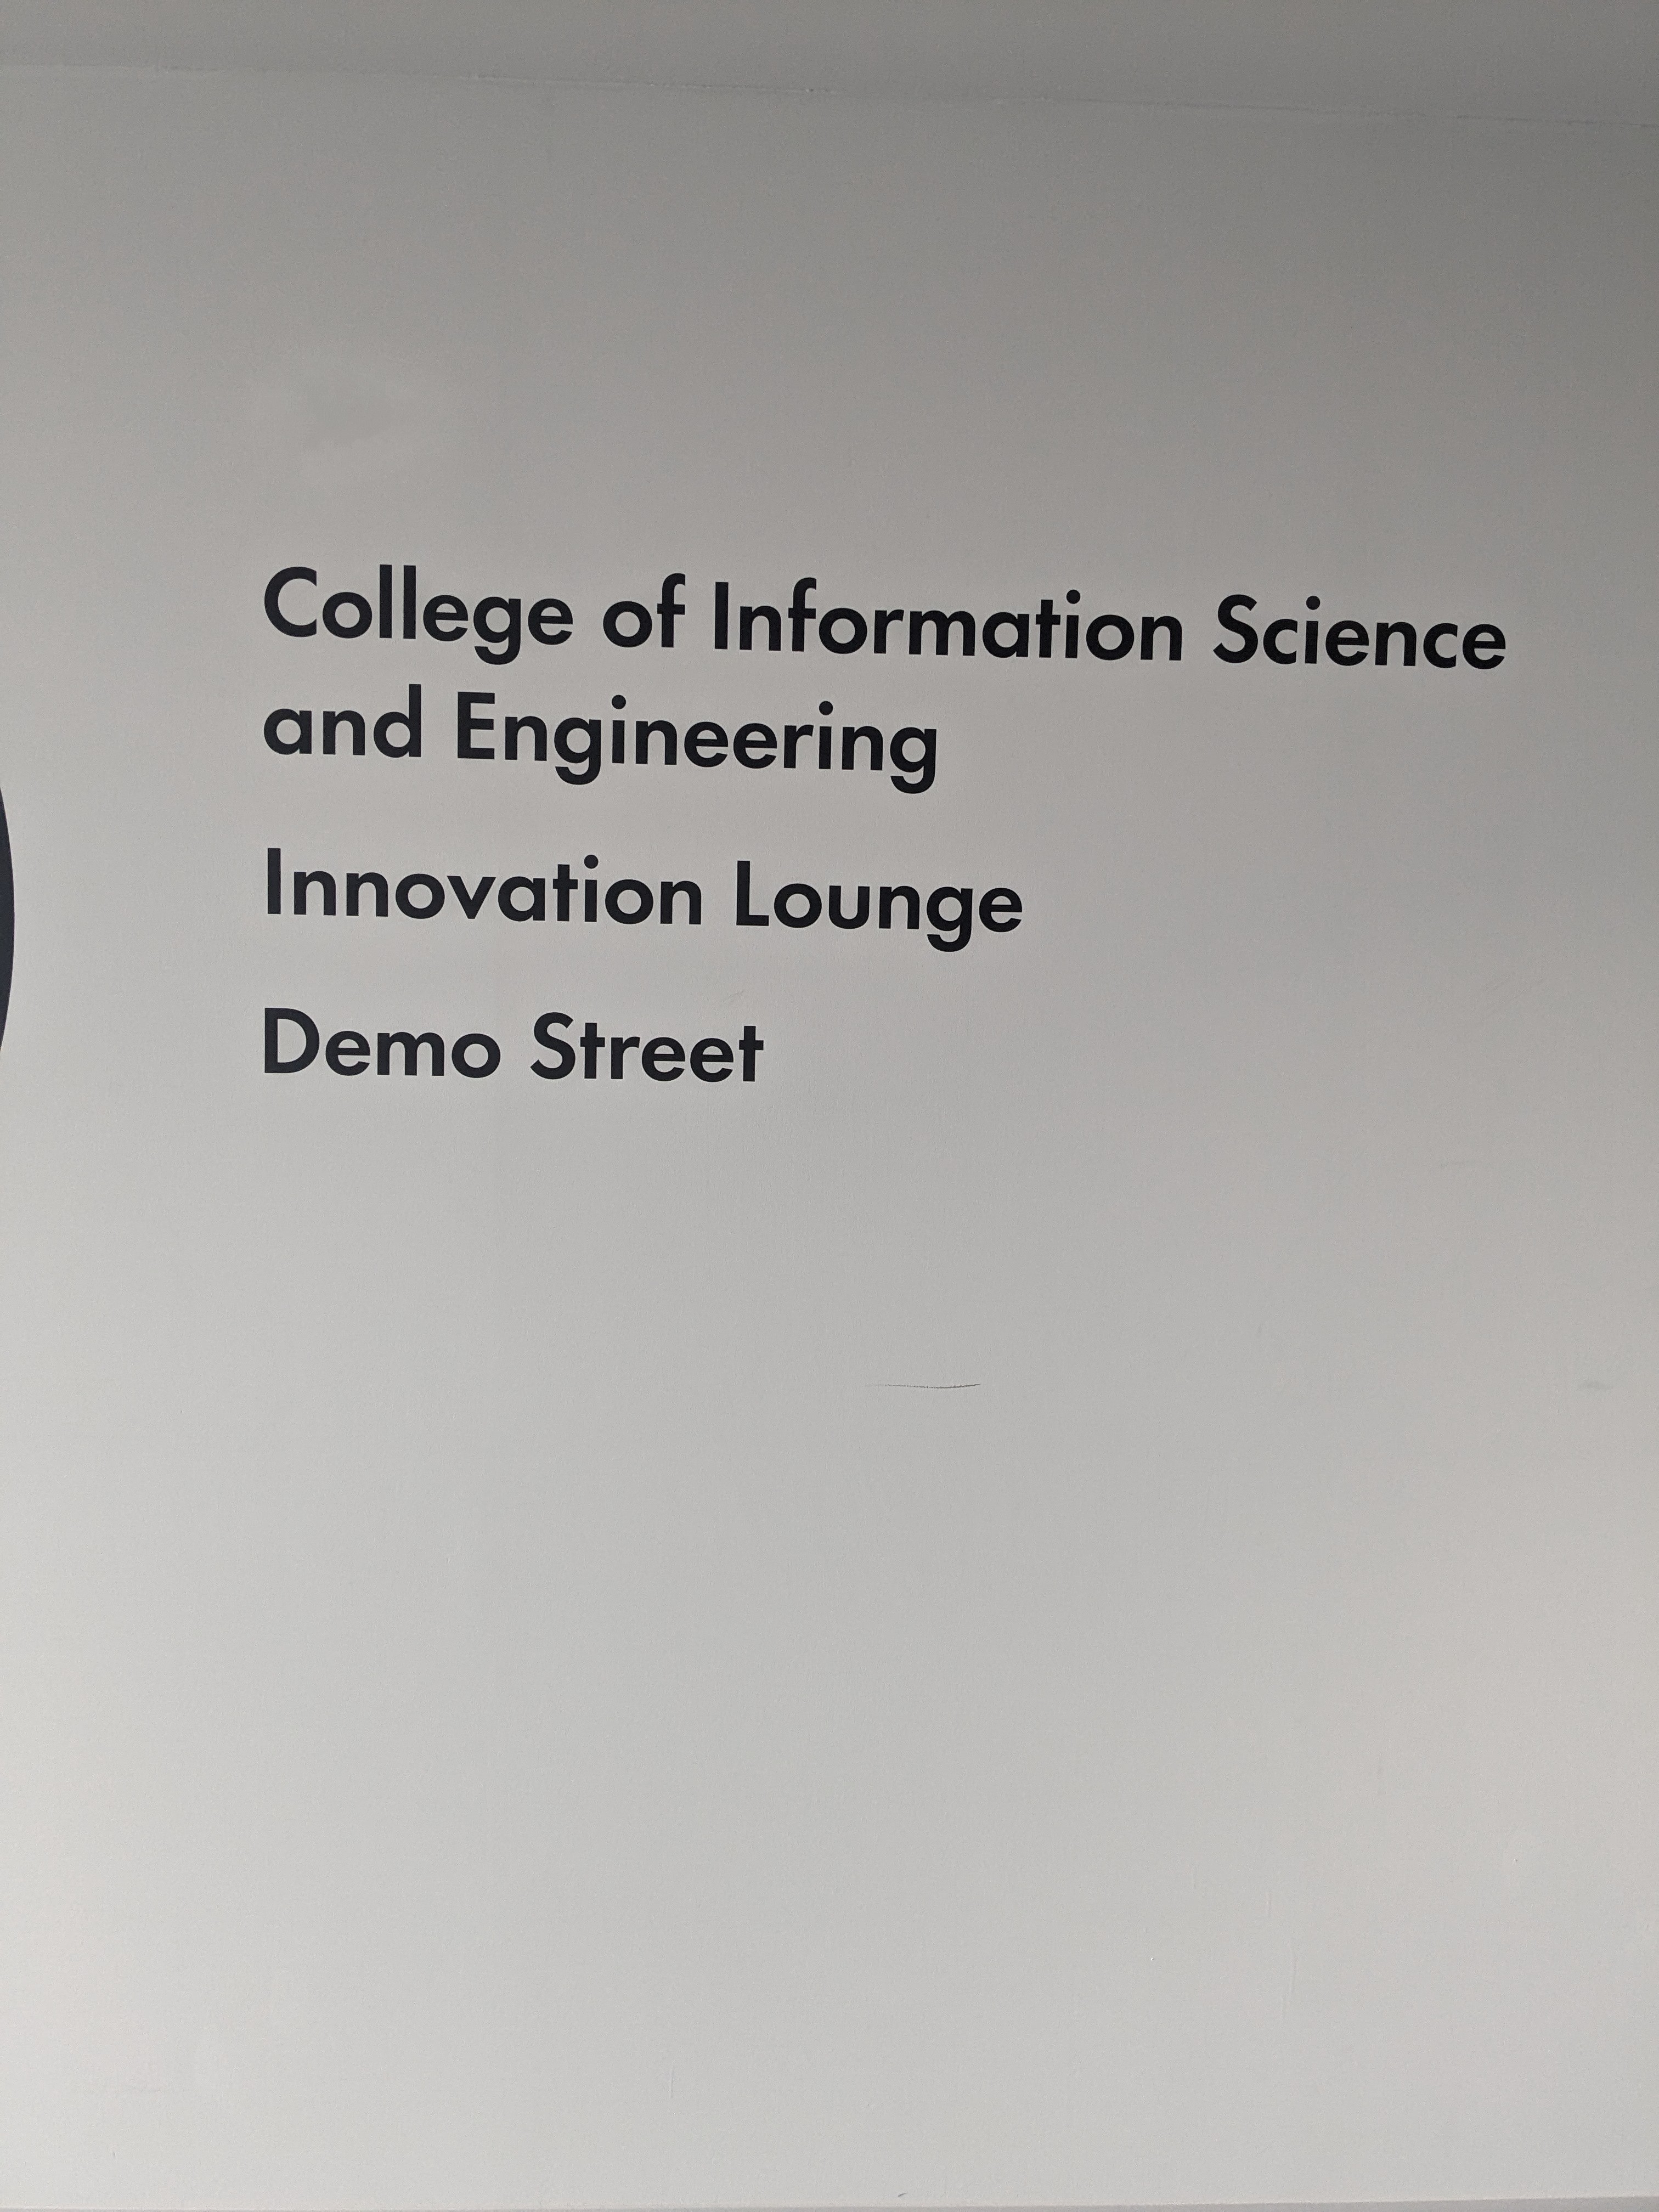 College of Information Science
and Engineering
Innovation Lounge
Demo Street